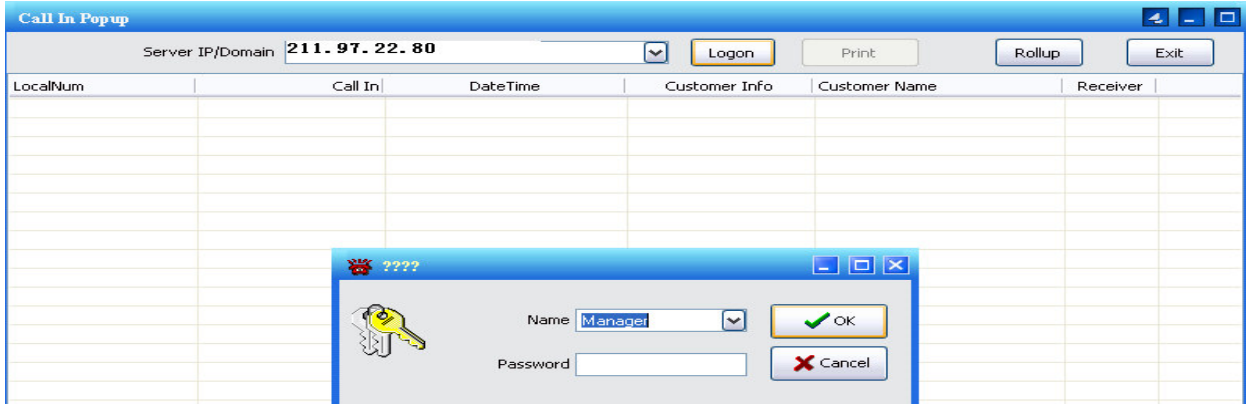 Call In Popup
Server IP/Domain 211.97.22.80 Logon Print Rollup Exit
LocalNum Call In DateTime Customer Info Customer Name Receiver
????
Name Manager OK
Password Cancel